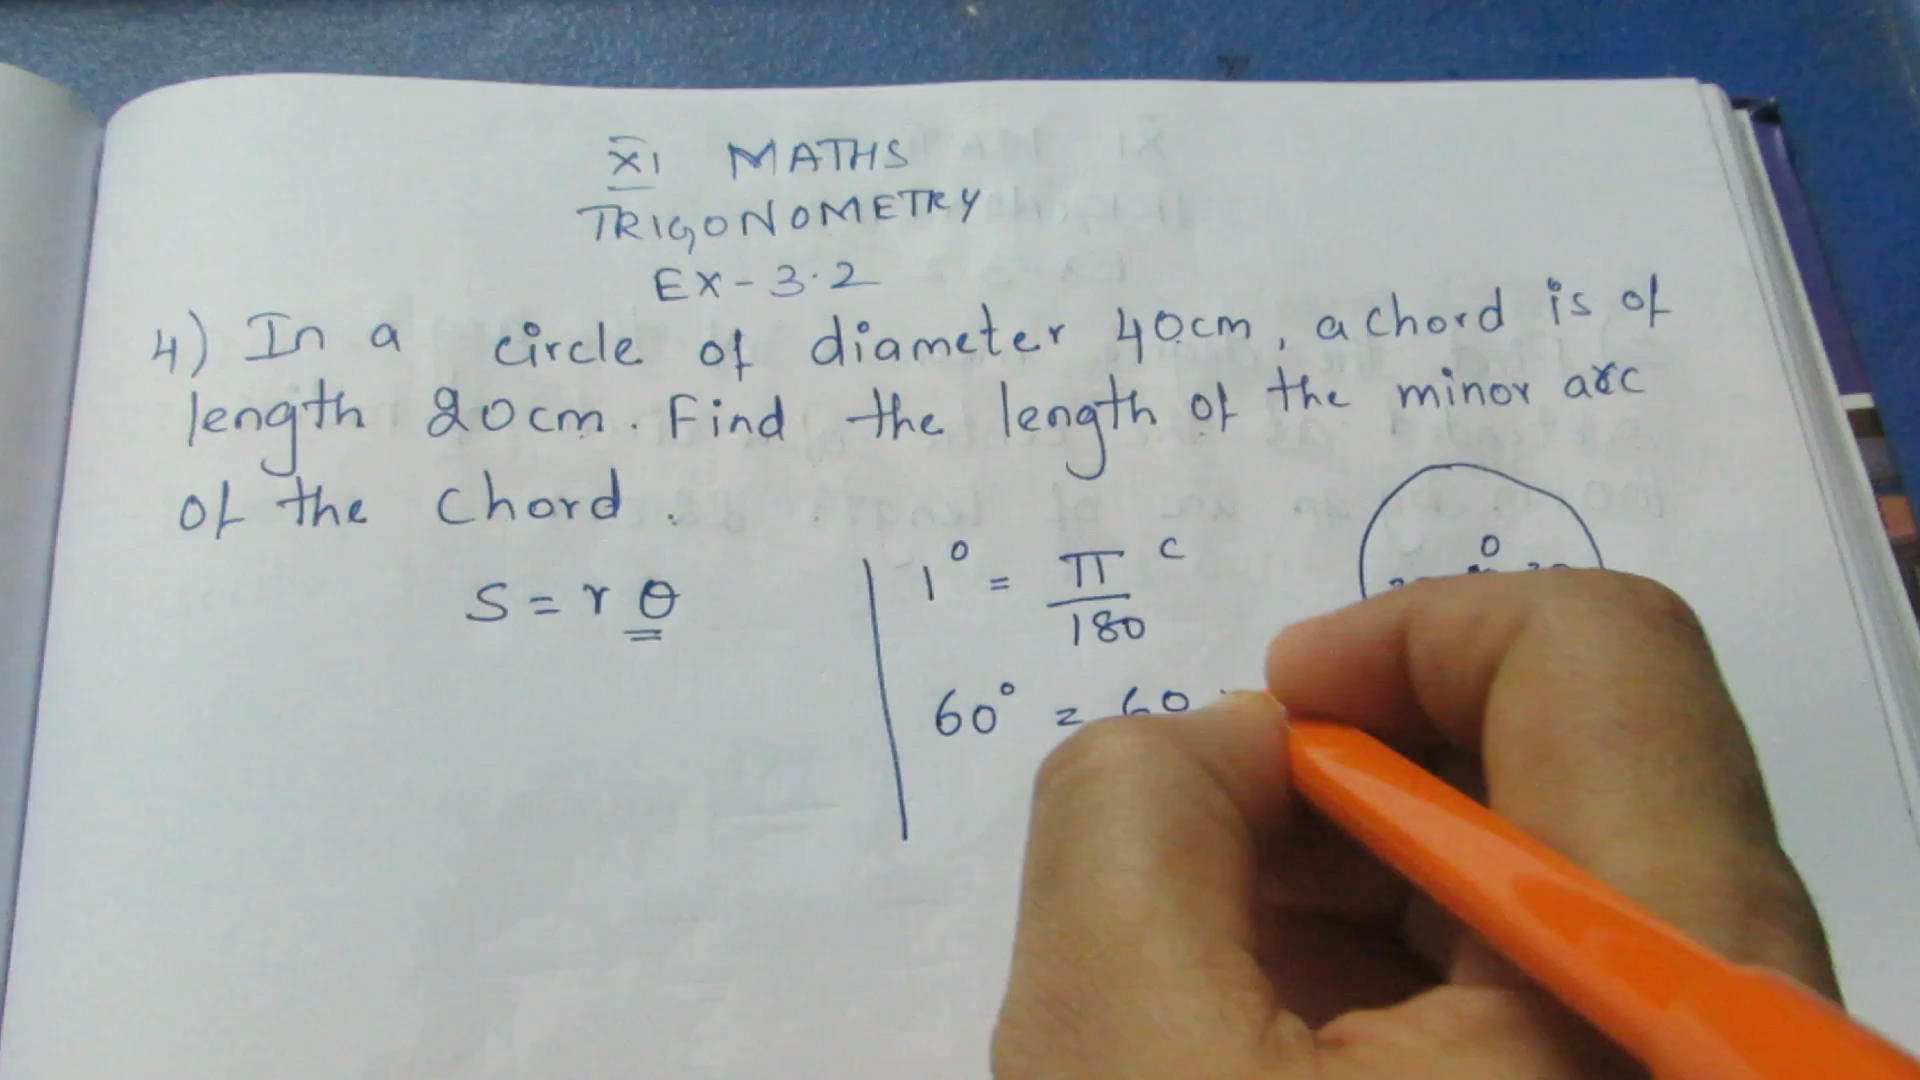 XI MATHS
TRIGONOMETRY
EX-3.2
4) In a circle of diameter 40cm, a chord is of
length 20cm. Find the length of the minor arc
of the chord.
S = r θ
1° = π/180 c
60° = 60
O